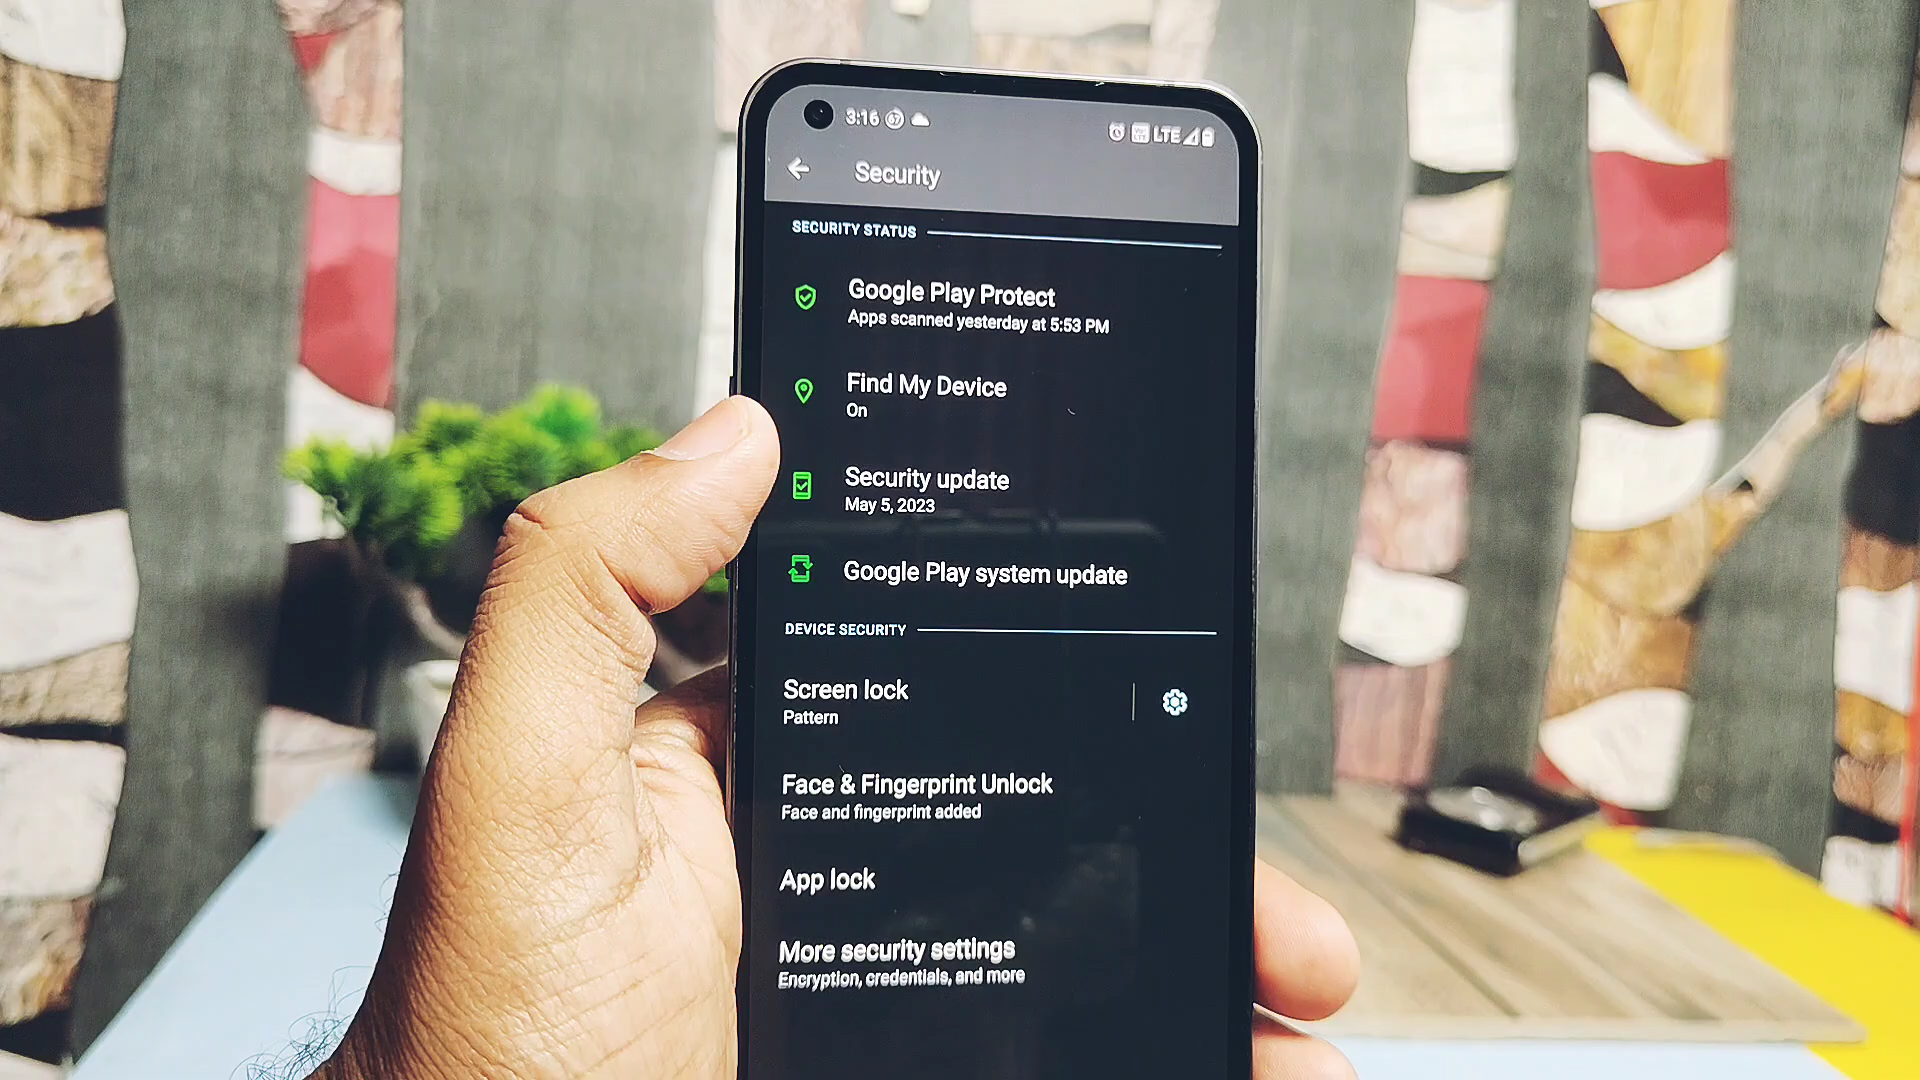 3:16 67 LTE
Security
SECURITY STATUS
Google Play Protect
Apps scanned yesterday at 5:53 PM
Find My Device
On
Security update
May 5, 2023
Google Play system update
DEVICE SECURITY
Screen lock
Pattern
Face & Fingerprint Unlock
Face and fingerprint added
App lock
More security settings
Encryption, credentials, and more